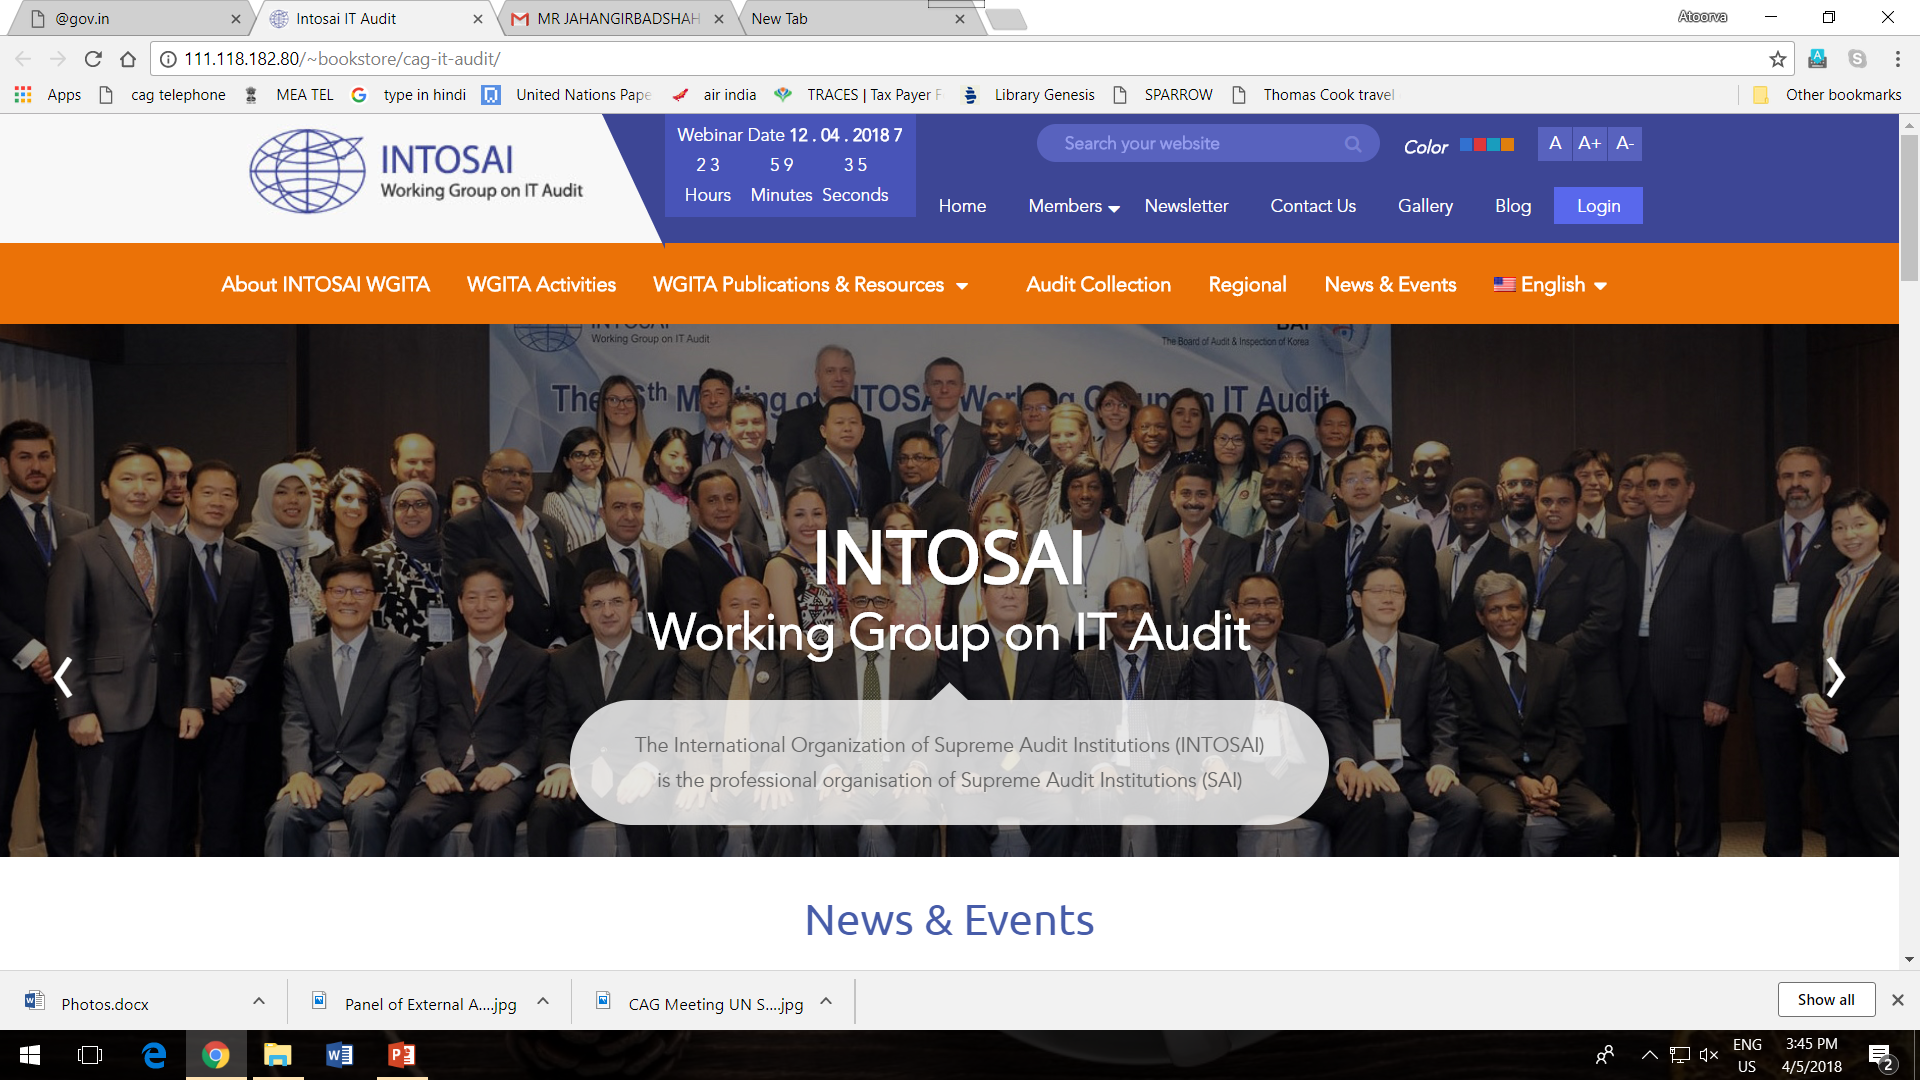 @gov.in
Intosai IT Audit
MR JAHANGIRBADSHAH
New Tab
Atoorva
111.118.182.80/~bookstore/cag-it-audit/
Apps
cag telephone
MEA TEL
type in hindi
United Nations Pape
air india
TRACES | Tax Payer F
Library Genesis
SPARROW
Thomas Cook travel
Other bookmarks
INTOSAI
Working Group on IT Audit
Webinar Date 12 . 04 . 2018 7
2 3 5 9 3 5
Hours Minutes Seconds
Search your website
Color
A A+ A-
Home Members Newsletter Contact Us Gallery Blog Login
About INTOSAI WGITA WGITA Activities WGITA Publications & Resources Audit Collection Regional News & Events English
Working Group on IT Audit
The Board of Audit & Inspection of Korea
INTOSAI
Working Group on IT Audit
The International Organization of Supreme Audit Institutions (INTOSAI)
is the professional organisation of Supreme Audit Institutions (SAI)
News & Events
Photos.docx
Panel of External A....jpg
CAG Meeting UN S....jpg
Show all
ENG
US
3:45 PM
4/5/2018
2